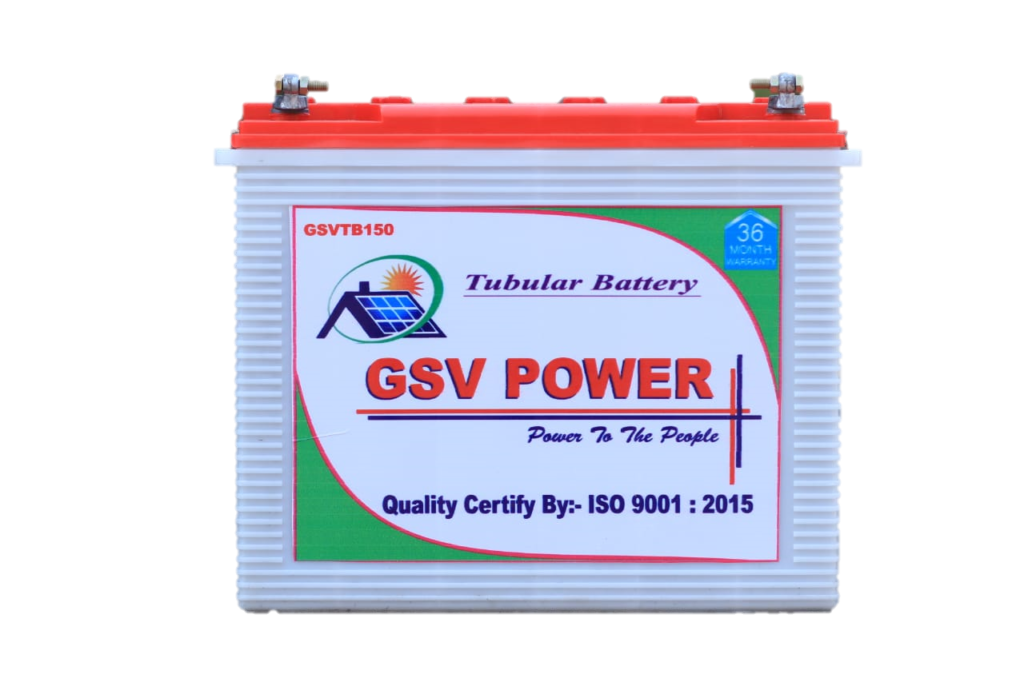 GSVTB150
36
MONTH
WARRANTY
Tubular Battery
GSV POWER
Power To The People
Quality Certify By:- ISO 9001 : 2015